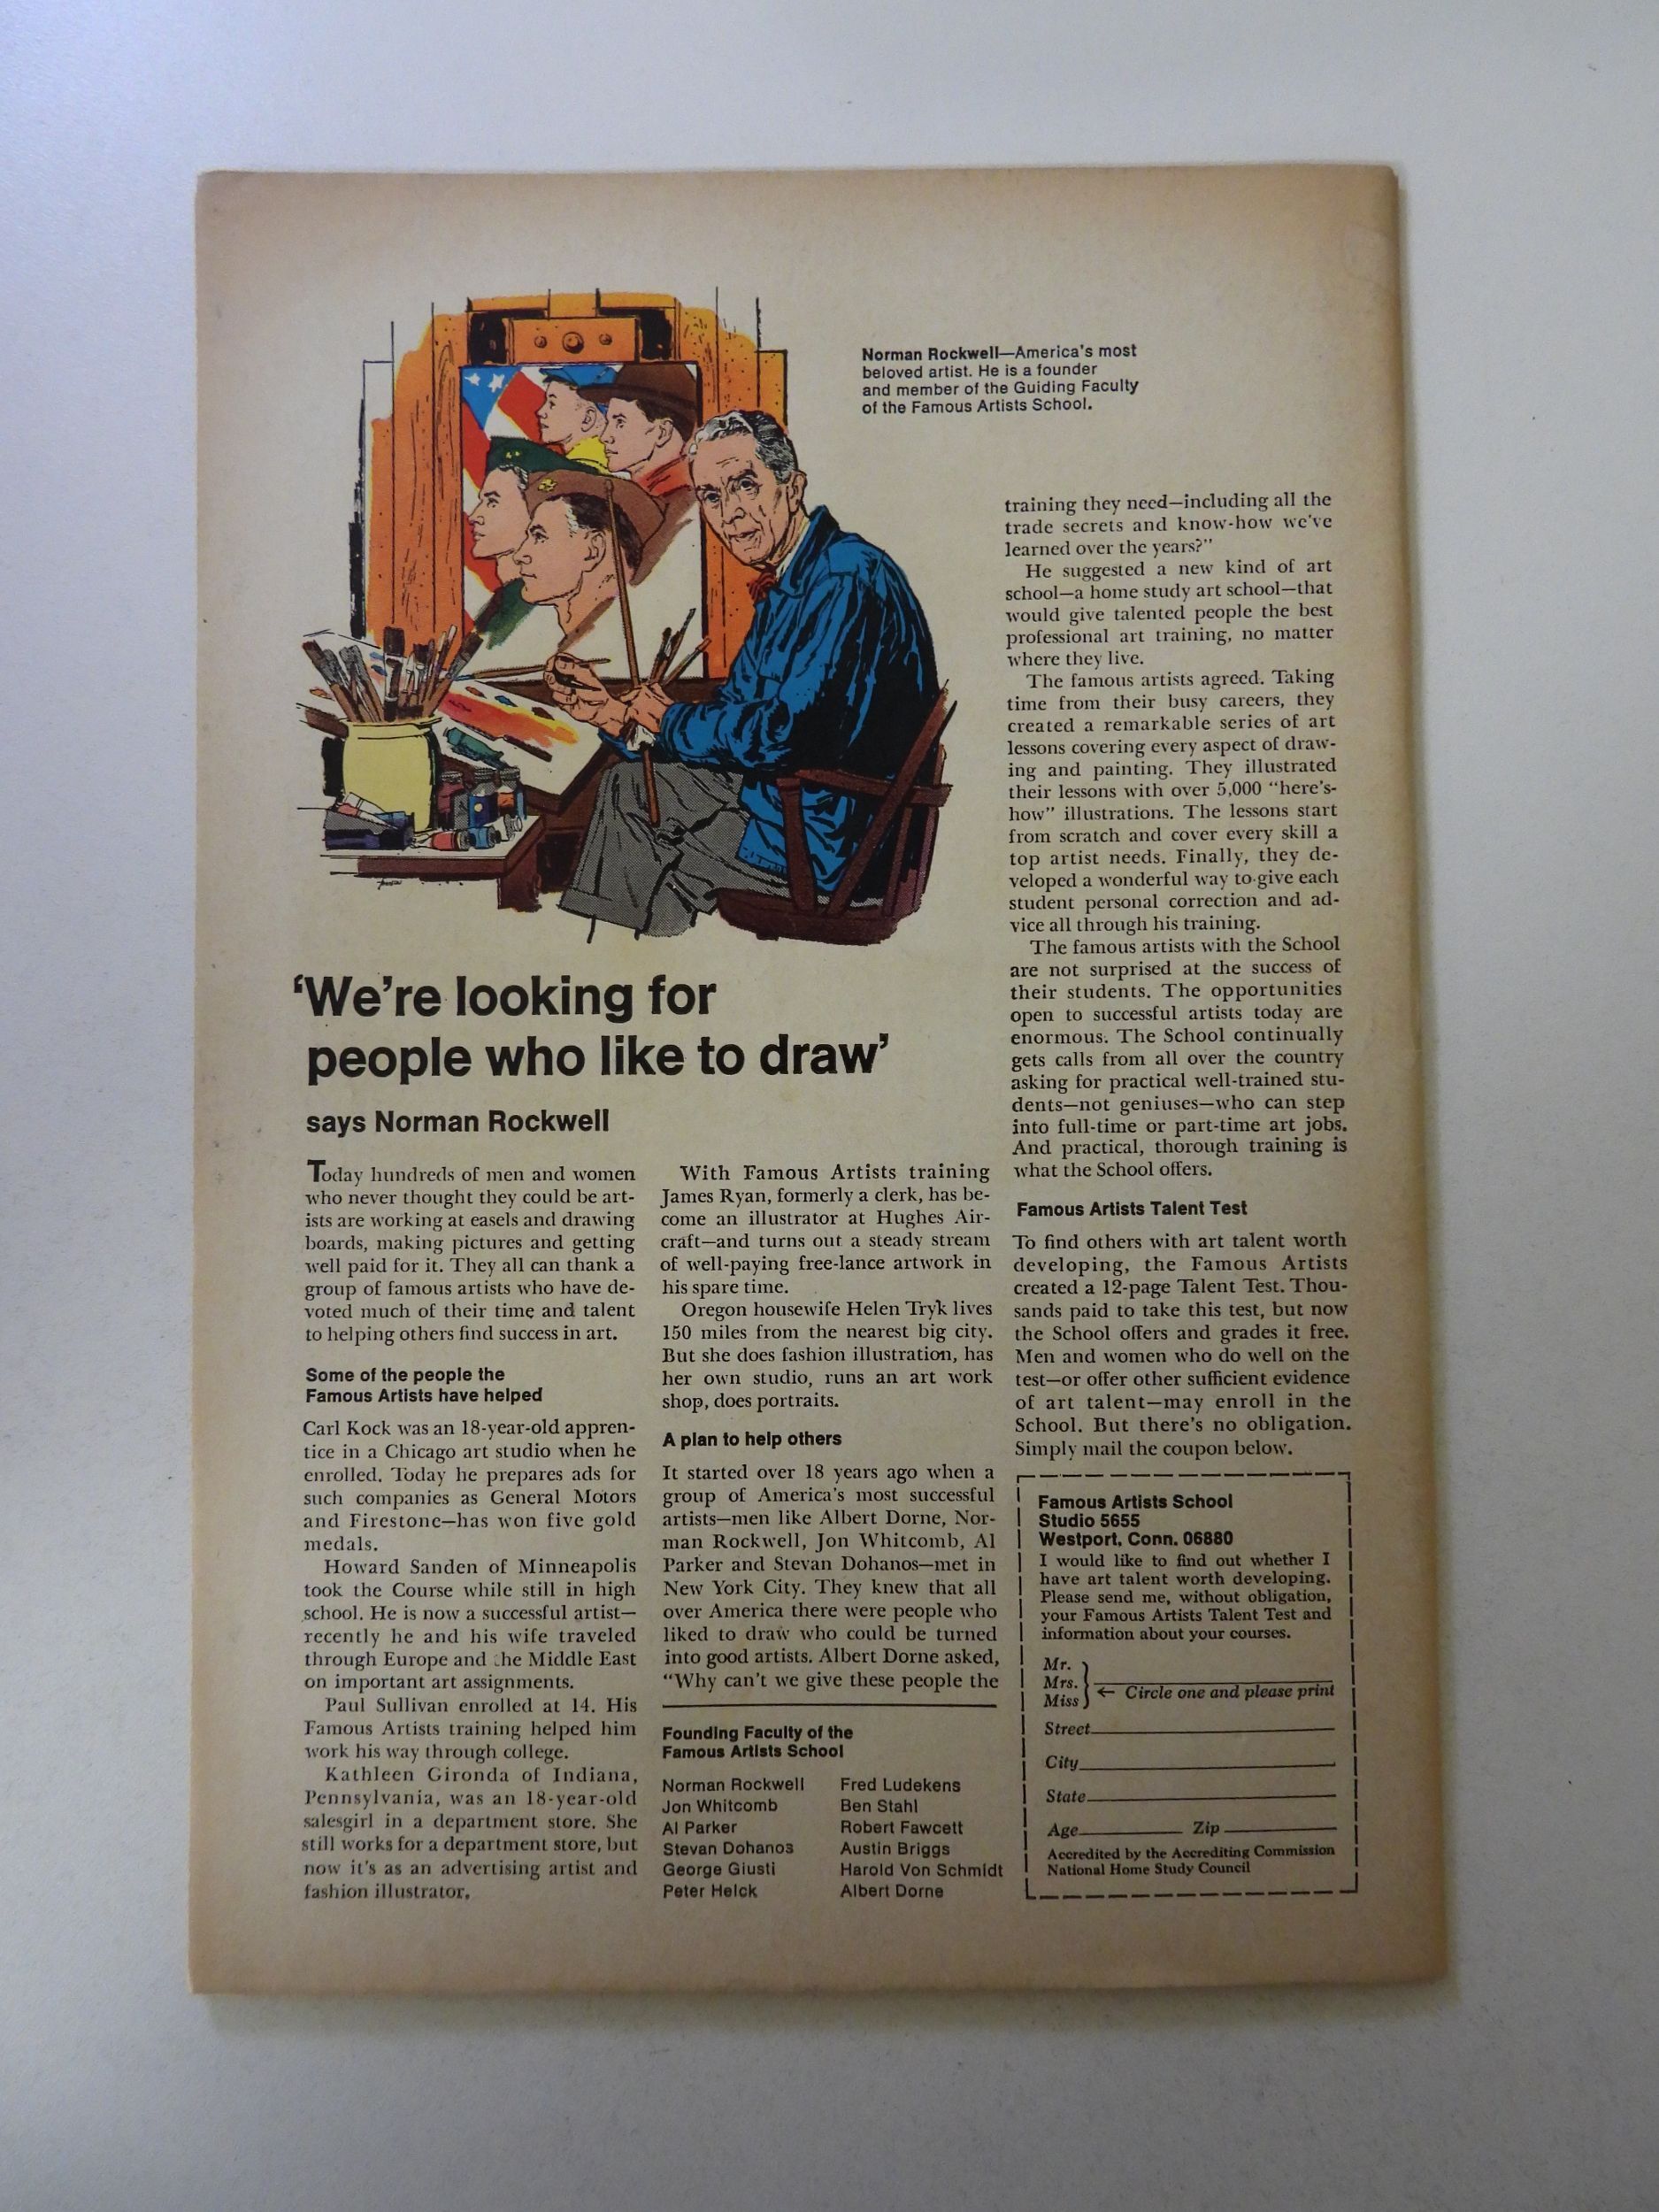 Norman Rockwell—America's most
beloved artist. He is a founder
and member of the Guiding Faculty
of the Famous Artists School.
'We're looking for
people who like to draw'
says Norman Rockwell
Today hundreds of men and women
who never thought they could be art-
ists are working at easels and drawing
boards, making pictures and getting
well paid for it. They all can thank a
group of famous artists who have de-
voted much of their time and talent
to helping others find success in art.
Some of the people the
Famous Artists have helped
Carl Kock was an 18-year-old appren-
tice in a Chicago art studio when he
enrolled. Today he prepares ads for
such companies as General Motors
and Firestone—has won five gold
medals.
Howard Sanden of Minneapolis
took the Course while still in high
school. He is now a successful artist—
recently he and his wife traveled
through Europe and the Middle East
on important art assignments.
Paul Sullivan enrolled at 14. His
Famous Artists training helped him
work his way through college.
Kathleen Gironda of Indiana,
Pennsylvania, was an 18-year-old
salesgirl in a department store. She
still works for a department store, but
now it's as an advertising artist and
fashion illustrator.
With Famous Artists training
James Ryan, formerly a clerk, has be-
come an illustrator at Hughes Air-
craft—and turns out a steady stream
of well-paying free-lance artwork in
his spare time.
Oregon housewife Helen Tryk lives
150 miles from the nearest big city.
But she does fashion illustration, has
her own studio, runs an art work
shop, does portraits.
A plan to help others
It started over 18 years ago when a
group of America's most successful
artists—men like Albert Dorne, Nor-
man Rockwell, Jon Whitcomb, Al
Parker and Stevan Dohanos—met in
New York City. They knew that all
over America there were people who
liked to draw who could be turned
into good artists. Albert Dorne asked,
"Why can't we give these people the
Founding Faculty of the
Famous Artists School
Norman Rockwell
Jon Whitcomb
Al Parker
Stevan Dohanos
George Giusti
Peter Helck
Fred Ludekens
Ben Stahl
Robert Fawcett
Austin Briggs
Harold Von Schmidt
Albert Dorne
training they need—including all the
trade secrets and know-how we've
learned over the years?"
He suggested a new kind of art
school—a home study art school—that
would give talented people the best
professional art training, no matter
where they live.
The famous artists agreed. Taking
time from their busy careers, they
created a remarkable series of art
lessons covering every aspect of draw-
ing and painting. They illustrated
their lessons with over 5,000 "here's-
how" illustrations. The lessons start
from scratch and cover every skill a
top artist needs. Finally, they de-
veloped a wonderful way to give each
student personal correction and ad-
vice all through his training.
The famous artists with the School
are not surprised at the success of
their students. The opportunities
open to successful artists today are
enormous. The School continually
gets calls from all over the country
asking for practical well-trained stu-
dents—not geniuses—who can step
into full-time or part-time art jobs.
And practical, thorough training is
what the School offers.
Famous Artists Talent Test
To find others with art talent worth
developing, the Famous Artists
created a 12-page Talent Test. Thou-
sands paid to take this test, but now
the School offers and grades it free.
Men and women who do well on the
test—or offer other sufficient evidence
of art talent—may enroll in the
School. But there's no obligation.
Simply mail the coupon below.
Famous Artists School
Studio 5655
Westport, Conn. 06880
I would like to find out whether I
have art talent worth developing.
Please send me, without obligation,
your Famous Artists Talent Test and
information about your courses.
Mr.
Mrs.
Miss
← Circle one and please print
Street
City
State
Age Zip
Accredited by the Accrediting Commission
National Home Study Council